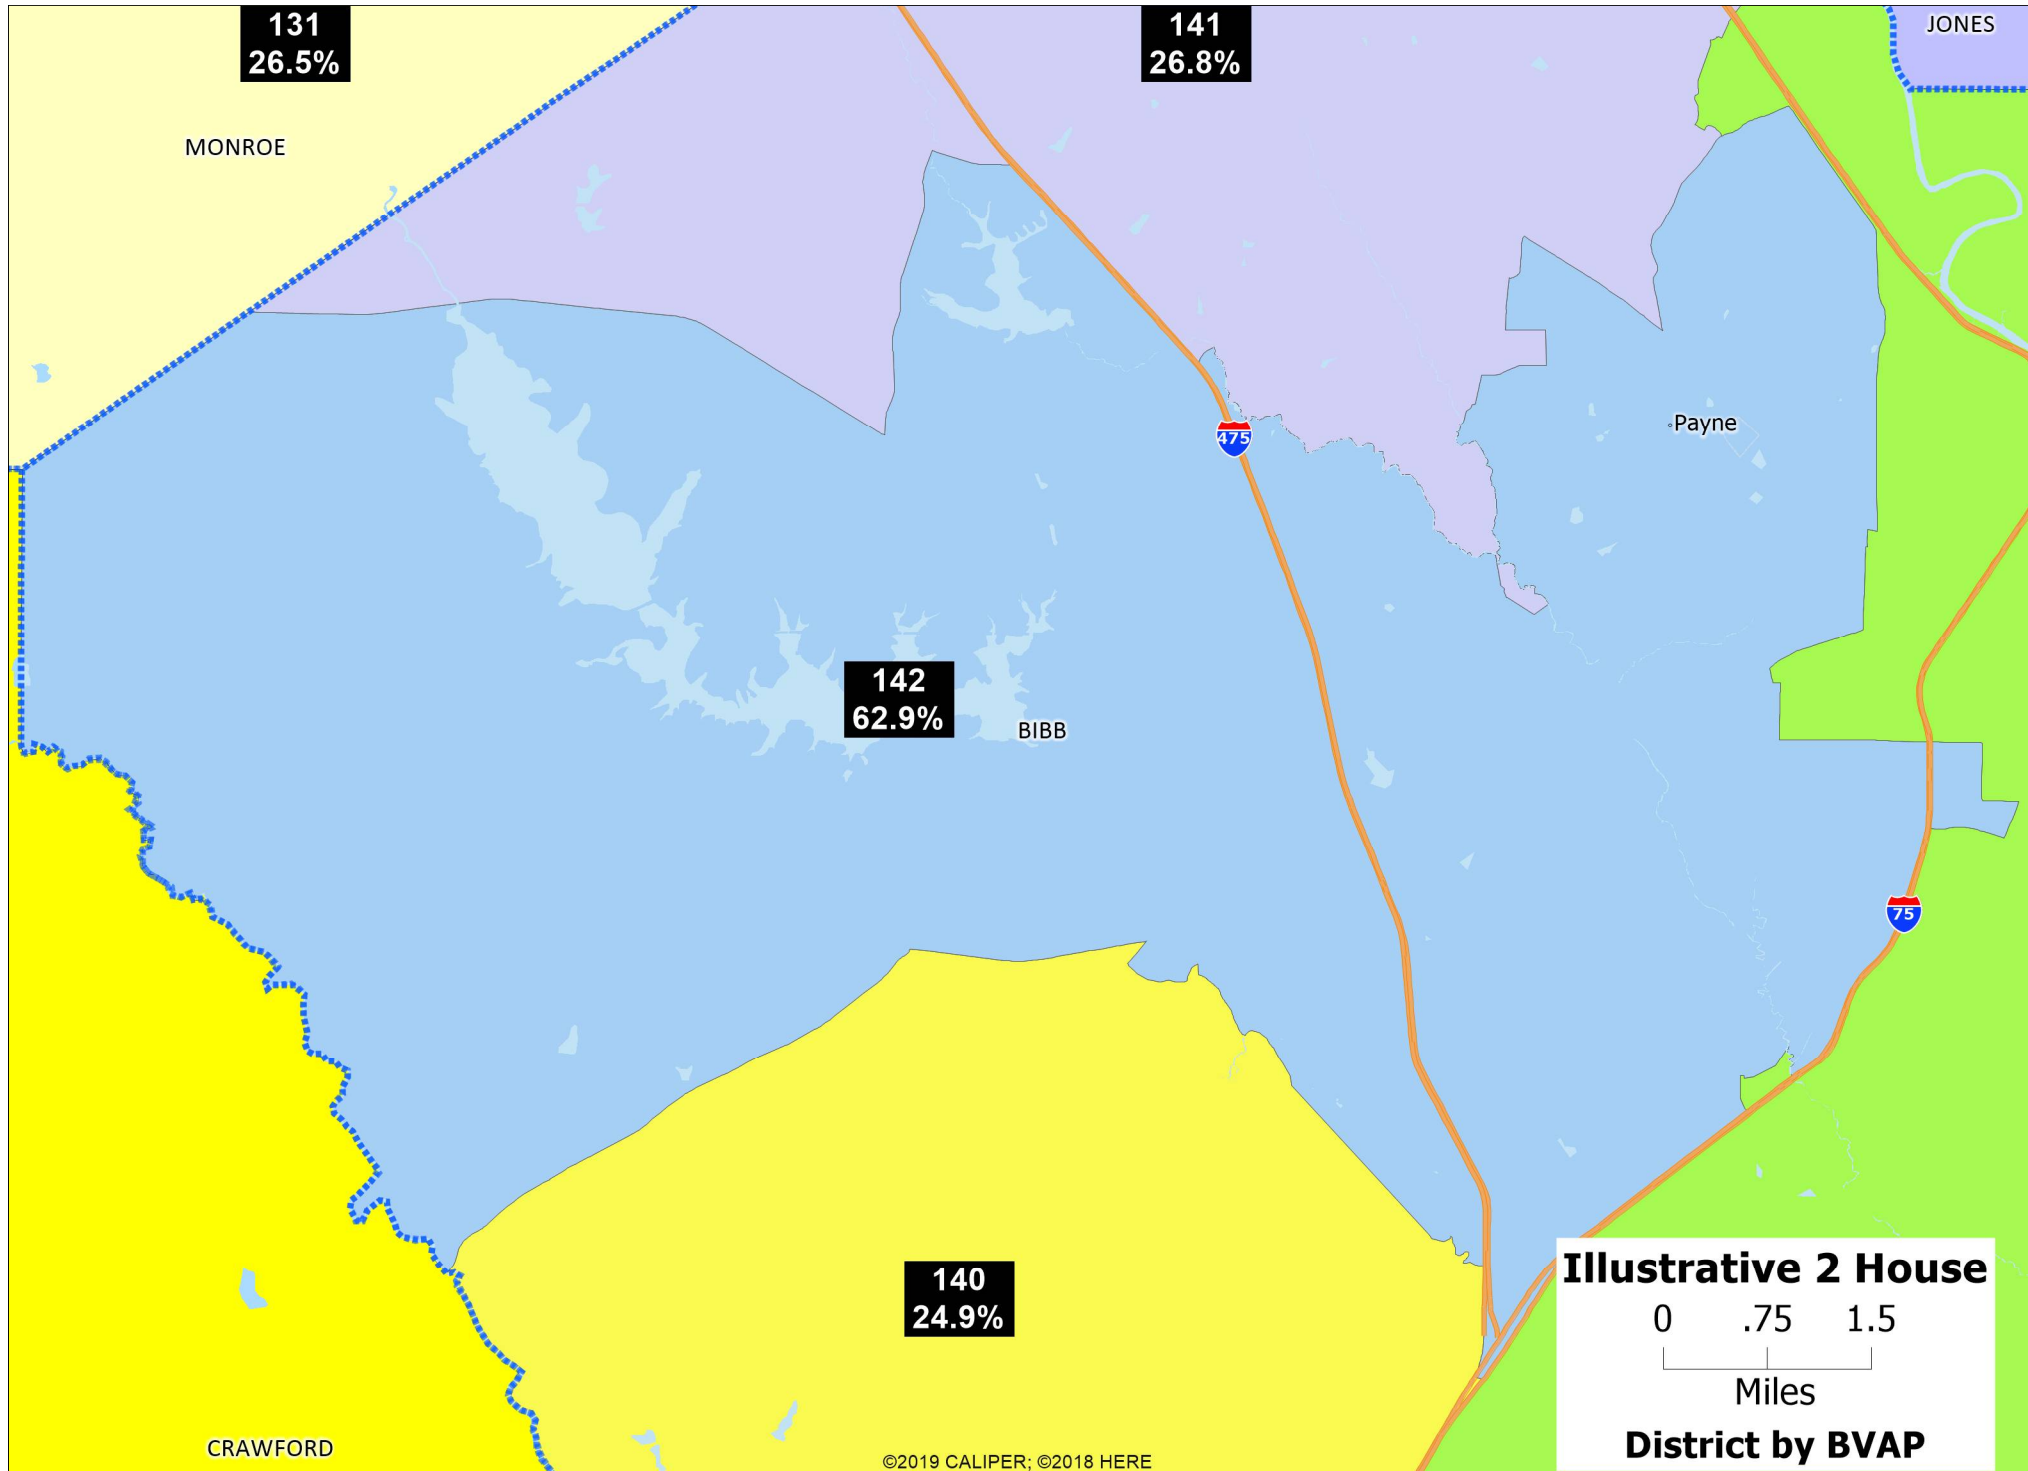 131
26.5%
141
26.8%
JONES
MONROE
475
Payne
142
62.9%
BIBB
75
140
24.9%
Illustrative 2 House
0 .75 1.5
Miles
District by BVAP
CRAWFORD
©2019 CALIPER; ©2018 HERE